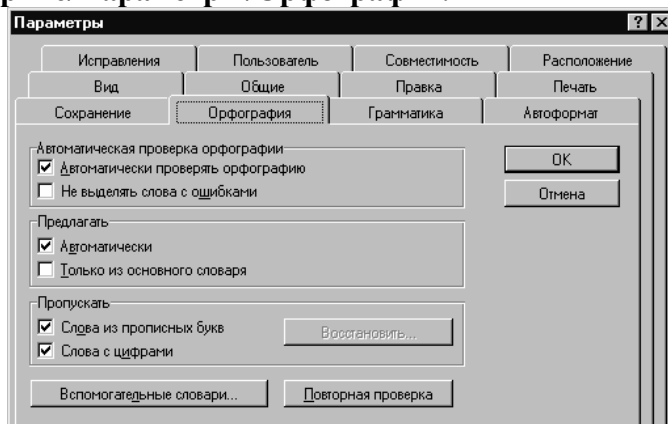 Параметры
Исправления Пользователь Совместимость Расположение
Вид Общие Правка Печать
Сохранение Орфография Грамматика Автоформат
Автоматическая проверка орфографии
Автоматически проверять орфографию
Не выделять слова с ошибками
OK
Отмена
Предлагать
Автоматически
Только из основного словаря
Пропускать
Слова из прописных букв
Слова с цифрами
Восстановить...
Вспомогательные словари... Повторная проверка